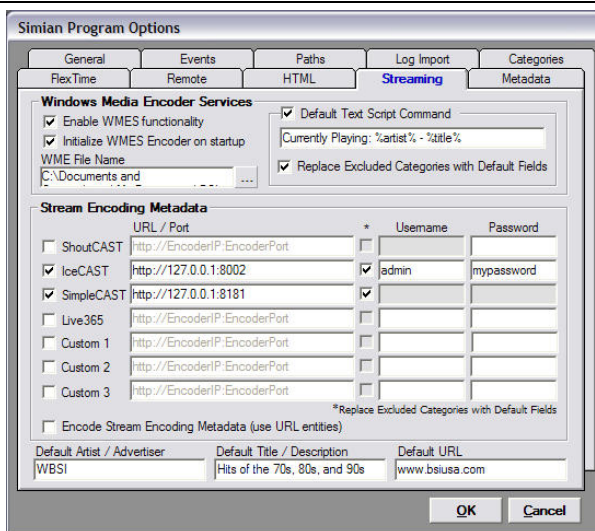 Simian Program Options
General Events Paths Log Import Categories
FlexTime Remote HTML Streaming Metadata
Windows Media Encoder Services
Enable WMES functionality
Initialize WMES Encoder on startup
WME File Name
C:\Documents and
...
Default Text Script Command
Currently Playing: %artist% - %title%
Replace Excluded Categories with Default Fields
Stream Encoding Metadata
URL / Port * Username Password
ShoutCAST http://EncoderIP:EncoderPort
IceCAST http://127.0.0.1:8002 admin mypassword
SimpleCAST http://127.0.0.1:8181
Live365 http://EncoderIP:EncoderPort
Custom 1 http://EncoderIP:EncoderPort
Custom 2 http://EncoderIP:EncoderPort
Custom 3 http://EncoderIP:EncoderPort
*Replace Excluded Categories with Default Fields
Encode Stream Encoding Metadata (use URL entities)
Default Artist / Advertiser Default Title / Description Default URL
WBSI Hits of the 70s, 80s, and 90s www.bsiusa.com
OK Cancel